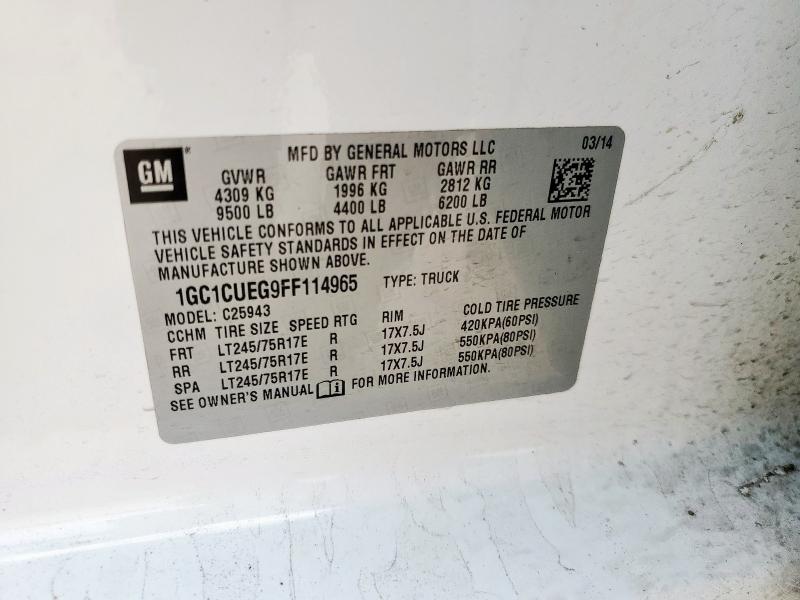 GM
MFD BY GENERAL MOTORS LLC 03/14
GVWR GAWR FRT GAWR RR
4309 KG 1996 KG 2812 KG
9500 LB 4400 LB 6200 LB
THIS VEHICLE CONFORMS TO ALL APPLICABLE U.S. FEDERAL MOTOR
VEHICLE SAFETY STANDARDS IN EFFECT ON THE DATE OF
MANUFACTURE SHOWN ABOVE.
1GC1CUEG9FF114965 TYPE: TRUCK
MODEL: C25943
CCHM TIRE SIZE SPEED RTG RIM COLD TIRE PRESSURE
FRT LT245/75R17E R 17X7.5J 420KPA(60PSI)
RR LT245/75R17E R 17X7.5J 550KPA(80PSI)
SPA LT245/75R17E R 17X7.5J 550KPA(80PSI)
SEE OWNER'S MANUAL FOR MORE INFORMATION.